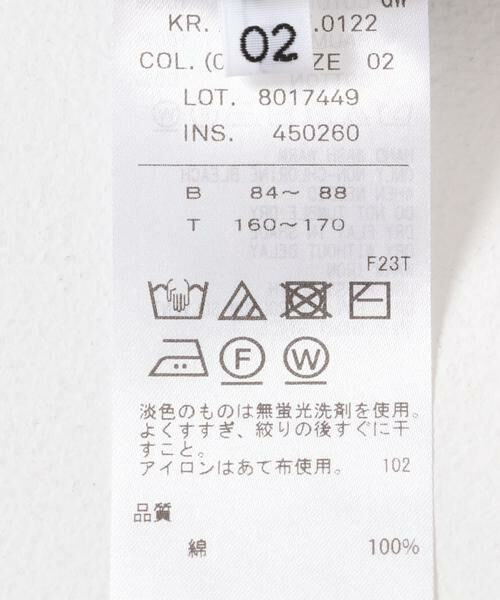 02
KR. .0122
COL. ZE 02
LOT. 8017449
INS. 450260
B 84～ 88
T 160～170
F23T
F W
淡色のものは無蛍光洗剤を使用。
よくすすぎ、絞りの後すぐに干
すこと。
アイロンはあて布使用。 102
品質
綿 100%